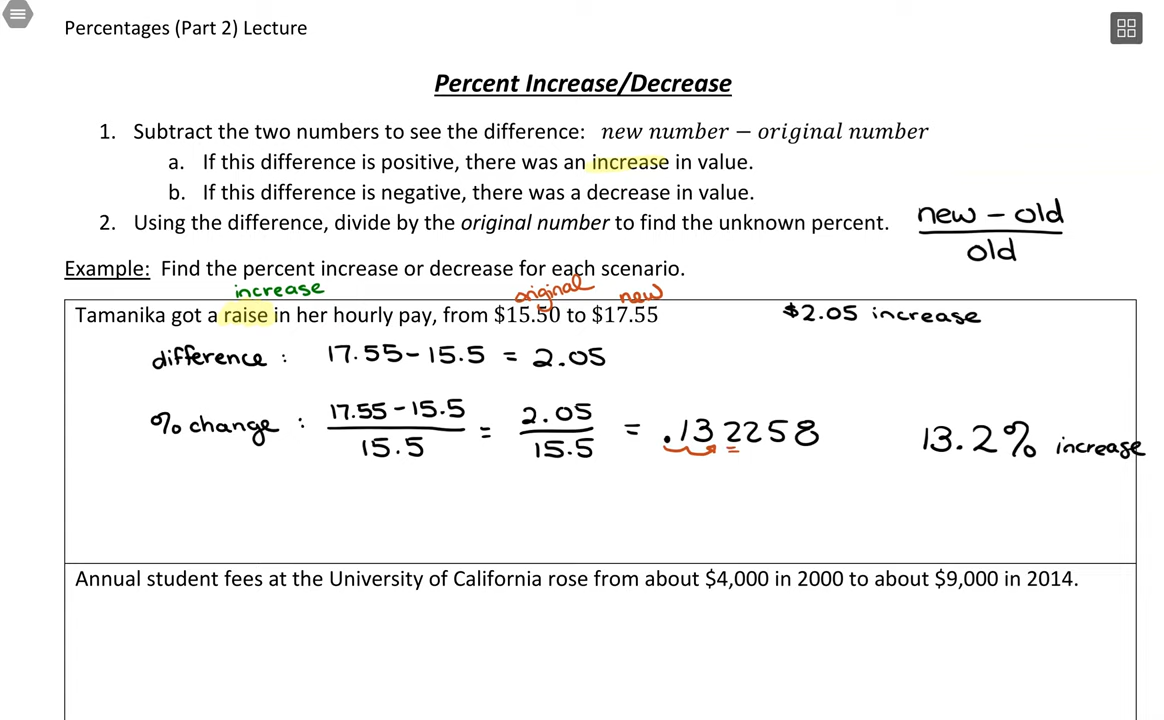 Percentages (Part 2) Lecture
Percent Increase/Decrease
1. Subtract the two numbers to see the difference: new number − original number
a. If this difference is positive, there was an increase in value.
b. If this difference is negative, there was a decrease in value.
2. Using the difference, divide by the original number to find the unknown percent.
new - old
old
Example: Find the percent increase or decrease for each scenario.
increase original new
Tamanika got a raise in her hourly pay, from $15.50 to $17.55 $2.05 increase
difference : 17.55-15.5 = 2.05
% change : 17.55-15.5 / 15.5 = 2.05 / 15.5 = .132258 13.2% increase
Annual student fees at the University of California rose from about $4,000 in 2000 to about $9,000 in 2014.